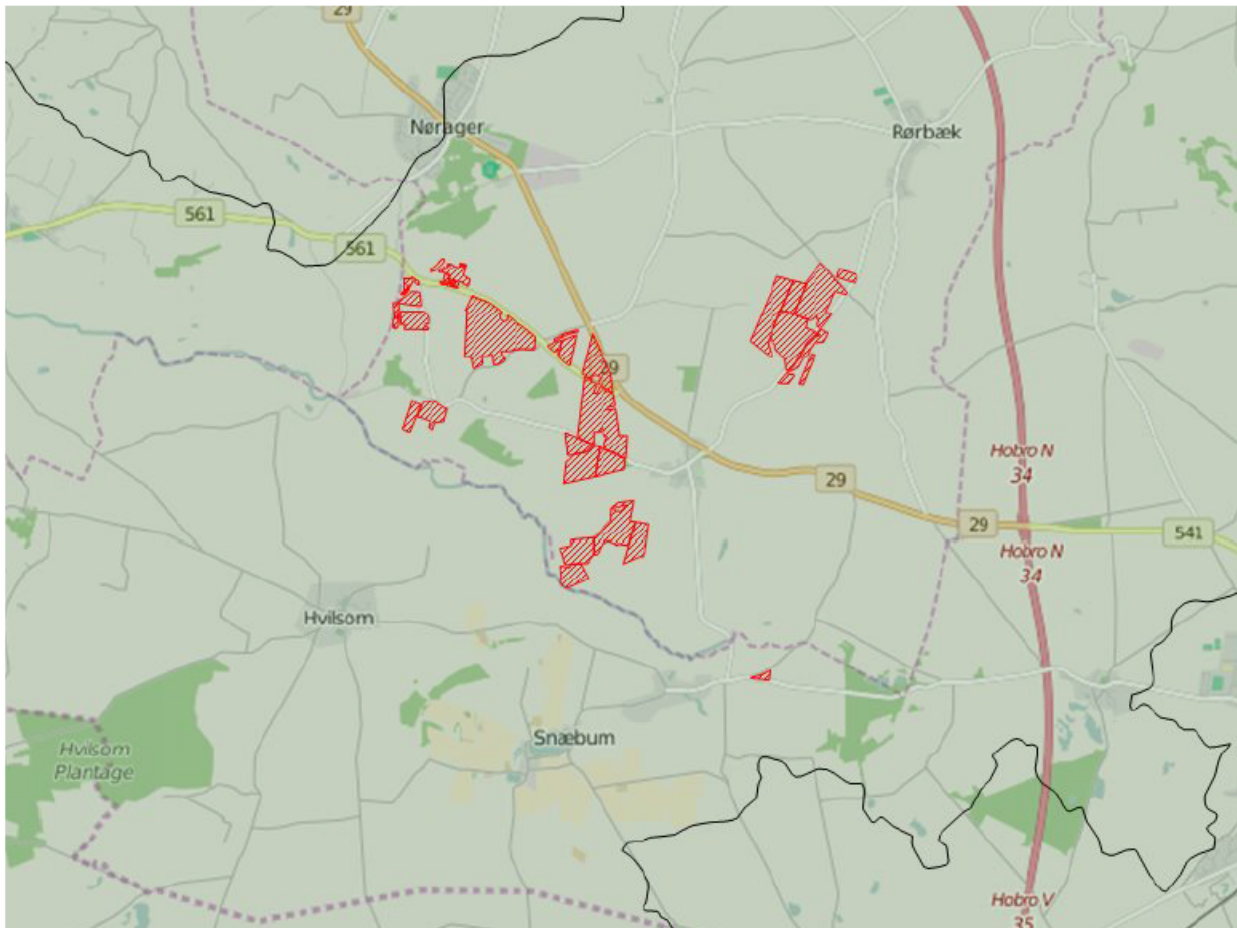 29
Nørager
Rørbæk
561
561
29
Hobro N
34
29
29
541
Hobro N
34
Hvilsom
Snæbum
Hvilsom
Plantage
Hobro V
35